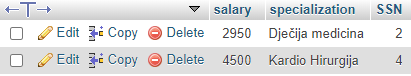 salary specialization SSN
Edit Copy Delete 2950 Dječija medicina 2
Edit Copy Delete 4500 Kardio Hirurgija 4